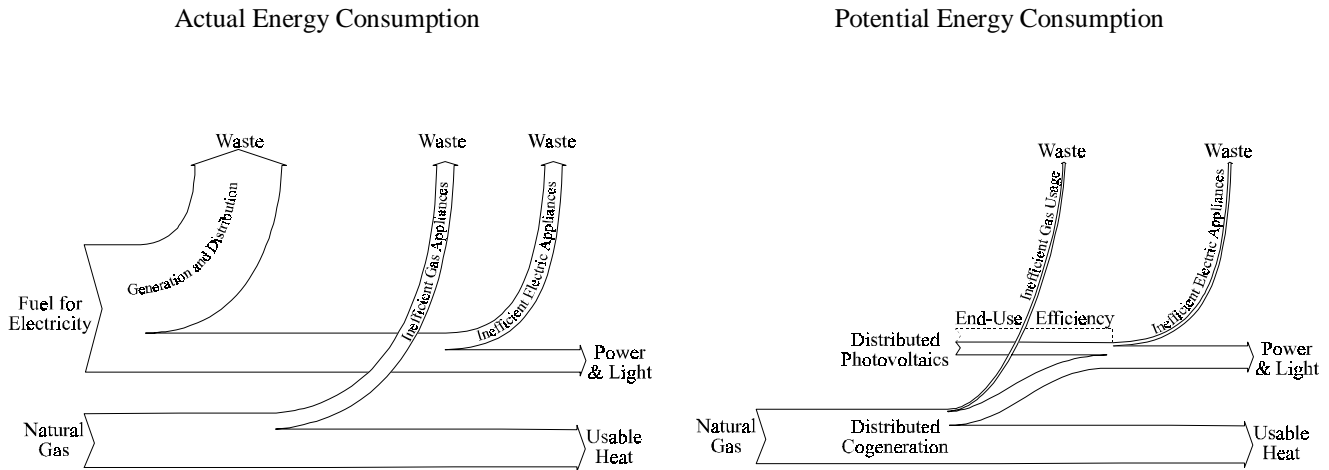 Actual Energy Consumption
Waste
Waste
Waste
Generation and Distribution
Inefficient Gas Appliances
Inefficient Electric Appliances
Fuel for
Electricity
Power
& Light
Natural
Gas
Usable
Heat
Potential Energy Consumption
Waste
Waste
Inefficient Gas Usage
Inefficient Electric Appliances
End-Use Efficiency
Distributed
Photovoltaics
Power
& Light
Natural
Gas
Distributed
Cogeneration
Usable
Heat